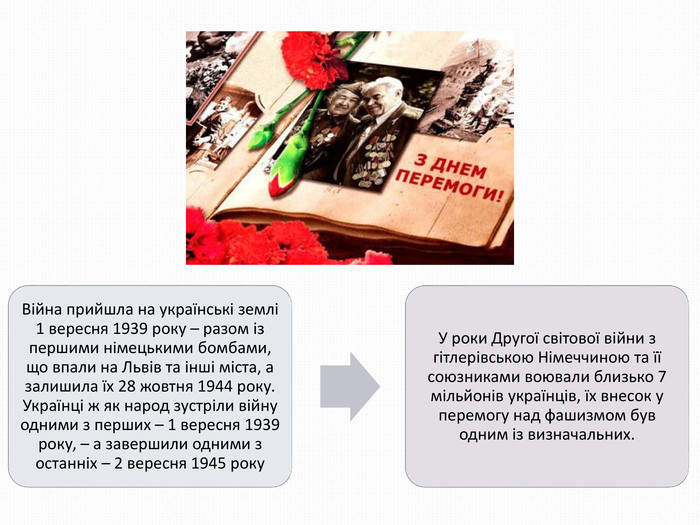 З ДНЕМ
ПЕРЕМОГИ!
Війна прийшла на українські землі
1 вересня 1939 року – разом із
першими німецькими бомбами,
що впали на Львів та інші міста, а
залишила їх 28 жовтня 1944 року.
Українці ж як народ зустріли війну
одними з перших – 1 вересня 1939
року, – а завершили одними з
останніх – 2 вересня 1945 року
У роки Другої світової війни з
гітлерівською Німеччиною та її
союзниками воювали близько 7
мільйонів українців, їх внесок у
перемогу над фашизмом був
одним із визначальних.